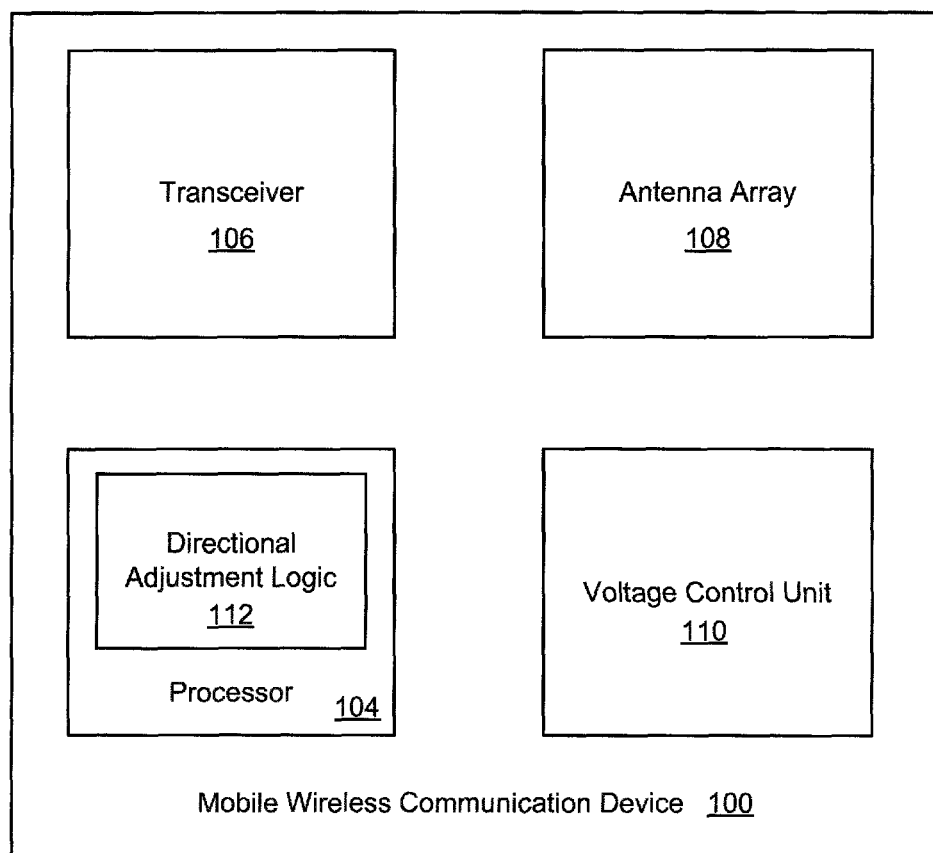 Transceiver
106
Antenna Array
108
Directional
Adjustment Logic
112
Processor
104
Voltage Control Unit
110
Mobile Wireless Communication Device 100